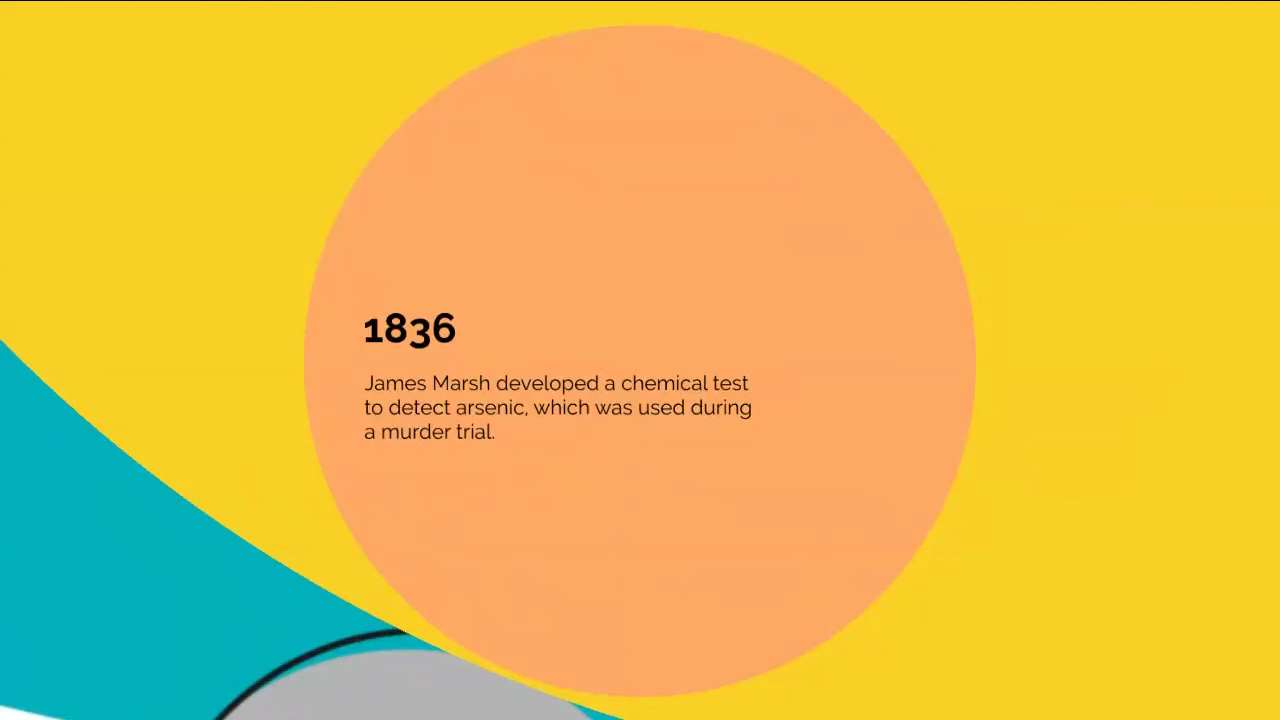 1836
James Marsh developed a chemical test
to detect arsenic, which was used during
a murder trial.